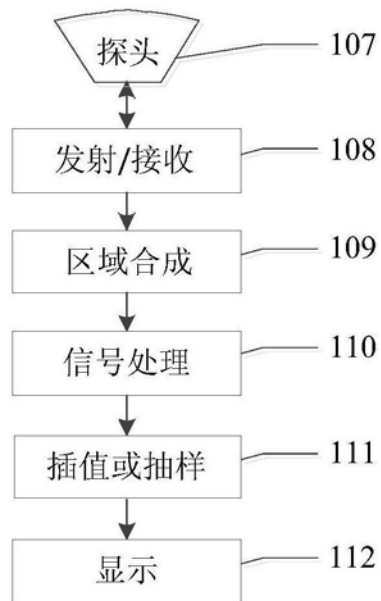 探头 107
发射/接收 108
区域合成 109
信号处理 110
插值或抽样 111
显示 112